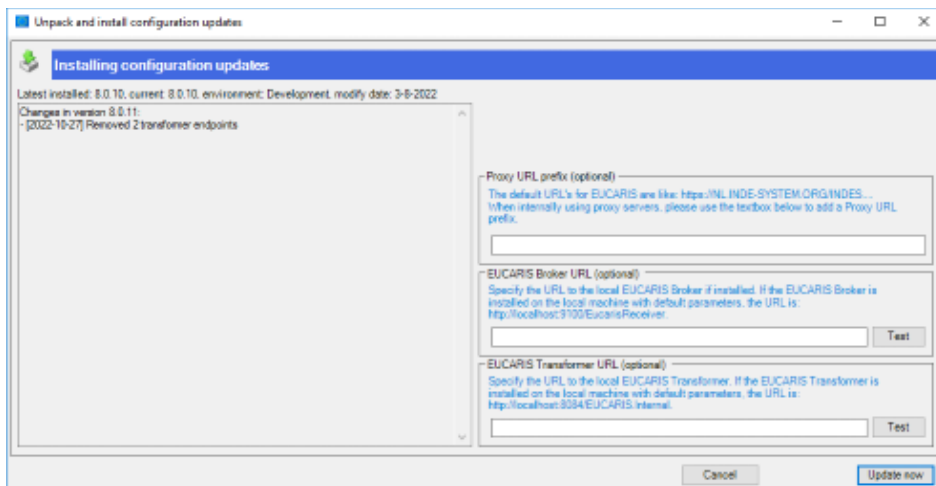 Unpack and install configuration updates
Installing configuration updates
Latest installed: 8.0.10, current: 8.0.10, environment: Development, modify date: 3-8-2022
Changes in version 8.0.11:
- [2022-10-27] Removed 2 transformer endpoints
Proxy URL prefix (optional)
The default URL's for EUCARIS are like: https://NL.INDE-SYSTEM.ORG/INDES....
When internally using proxy servers, please use the textbox below to add a Proxy URL
prefix.
EUCARIS Broker URL (optional)
Specify the URL to the local EUCARIS Broker if installed. If the EUCARIS Broker is
installed on the local machine with default parameters, the URL is:
http://localhost:9100/EucarisReceiver.
Test
EUCARIS Transformer URL (optional)
Specify the URL to the local EUCARIS Transformer. If the EUCARIS Transformer is
installed on the local machine with default parameters, the URL is:
http://localhost:8084/EUCARIS.Internal.
Test
Cancel
Update now